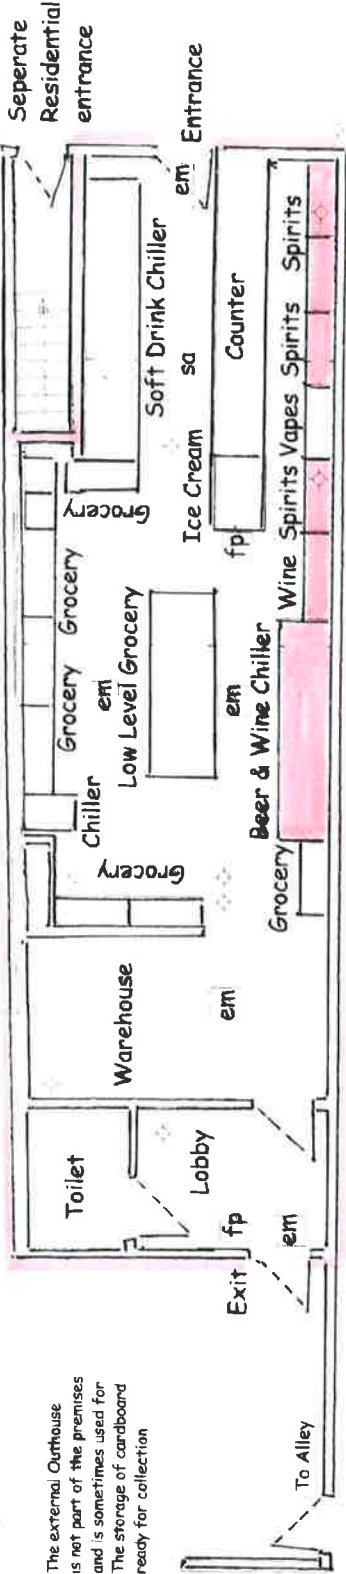 Seperate
Residential
entrance
Entrance
em
Soft Drink Chiller
sa
Counter
Ice Cream
fp
Grocery
Grocery
Grocery
em
Low Level Grocery
em
Chiller
Grocery
Beer & Wine Chiller
Wine
Spirits
Vapes
Spirits
Spirits
Grocery
Warehouse
em
Toilet
Lobby
fp
em
Exit
To Alley
The external Outhouse
is not part of the premises
and is sometimes used for
The storage of cardboard
ready for collection